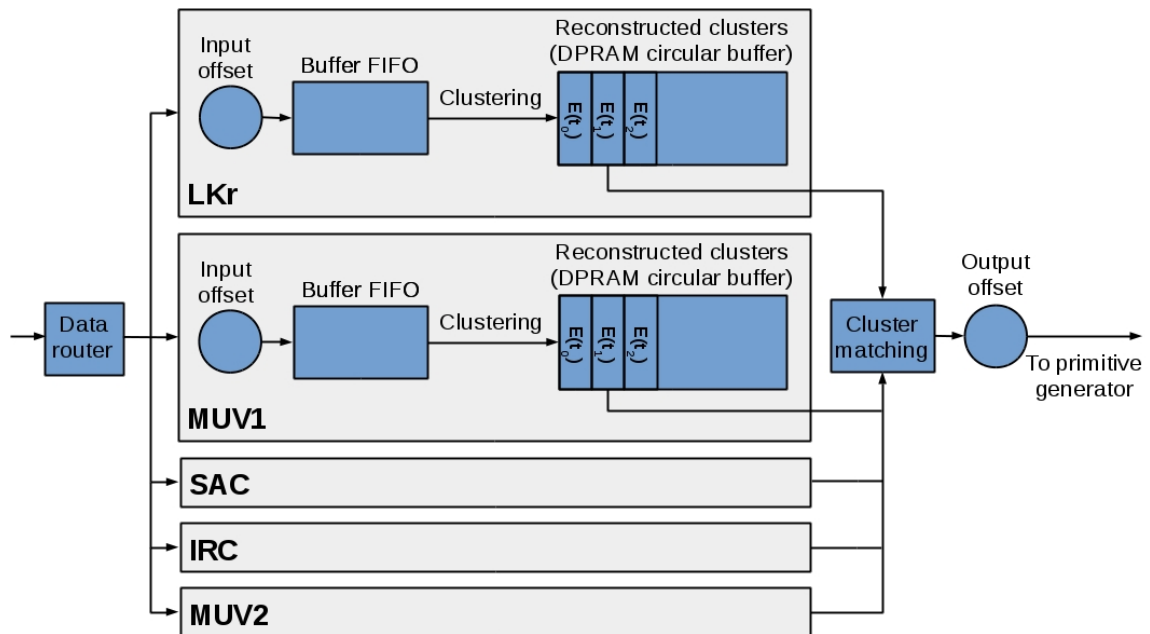 Reconstructed clusters
(DPRAM circular buffer)
Input
offset
Buffer FIFO
Clustering
E(t₀)
E(t₁)
E(t₂)
LKr
Reconstructed clusters
(DPRAM circular buffer)
Input
offset
Buffer FIFO
Clustering
E(t₀)
E(t₁)
E(t₂)
MUV1
Data
router
Cluster
matching
Output
offset
To primitive
generator
SAC
IRC
MUV2